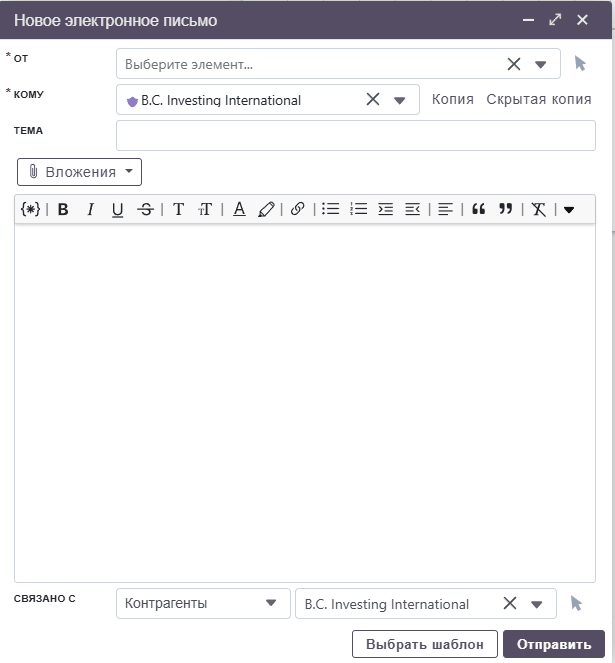 Новое электронное письмо
* ОТ Выберите элемент...
* КОМУ B.C. Investing International Копия Скрытая копия
ТЕМА
Вложения
{*} | B I U S | T тT | A | | | “ ” | T |
СВЯЗАНО С Контрагенты B.C. Investing International
Выбрать шаблон Отправить